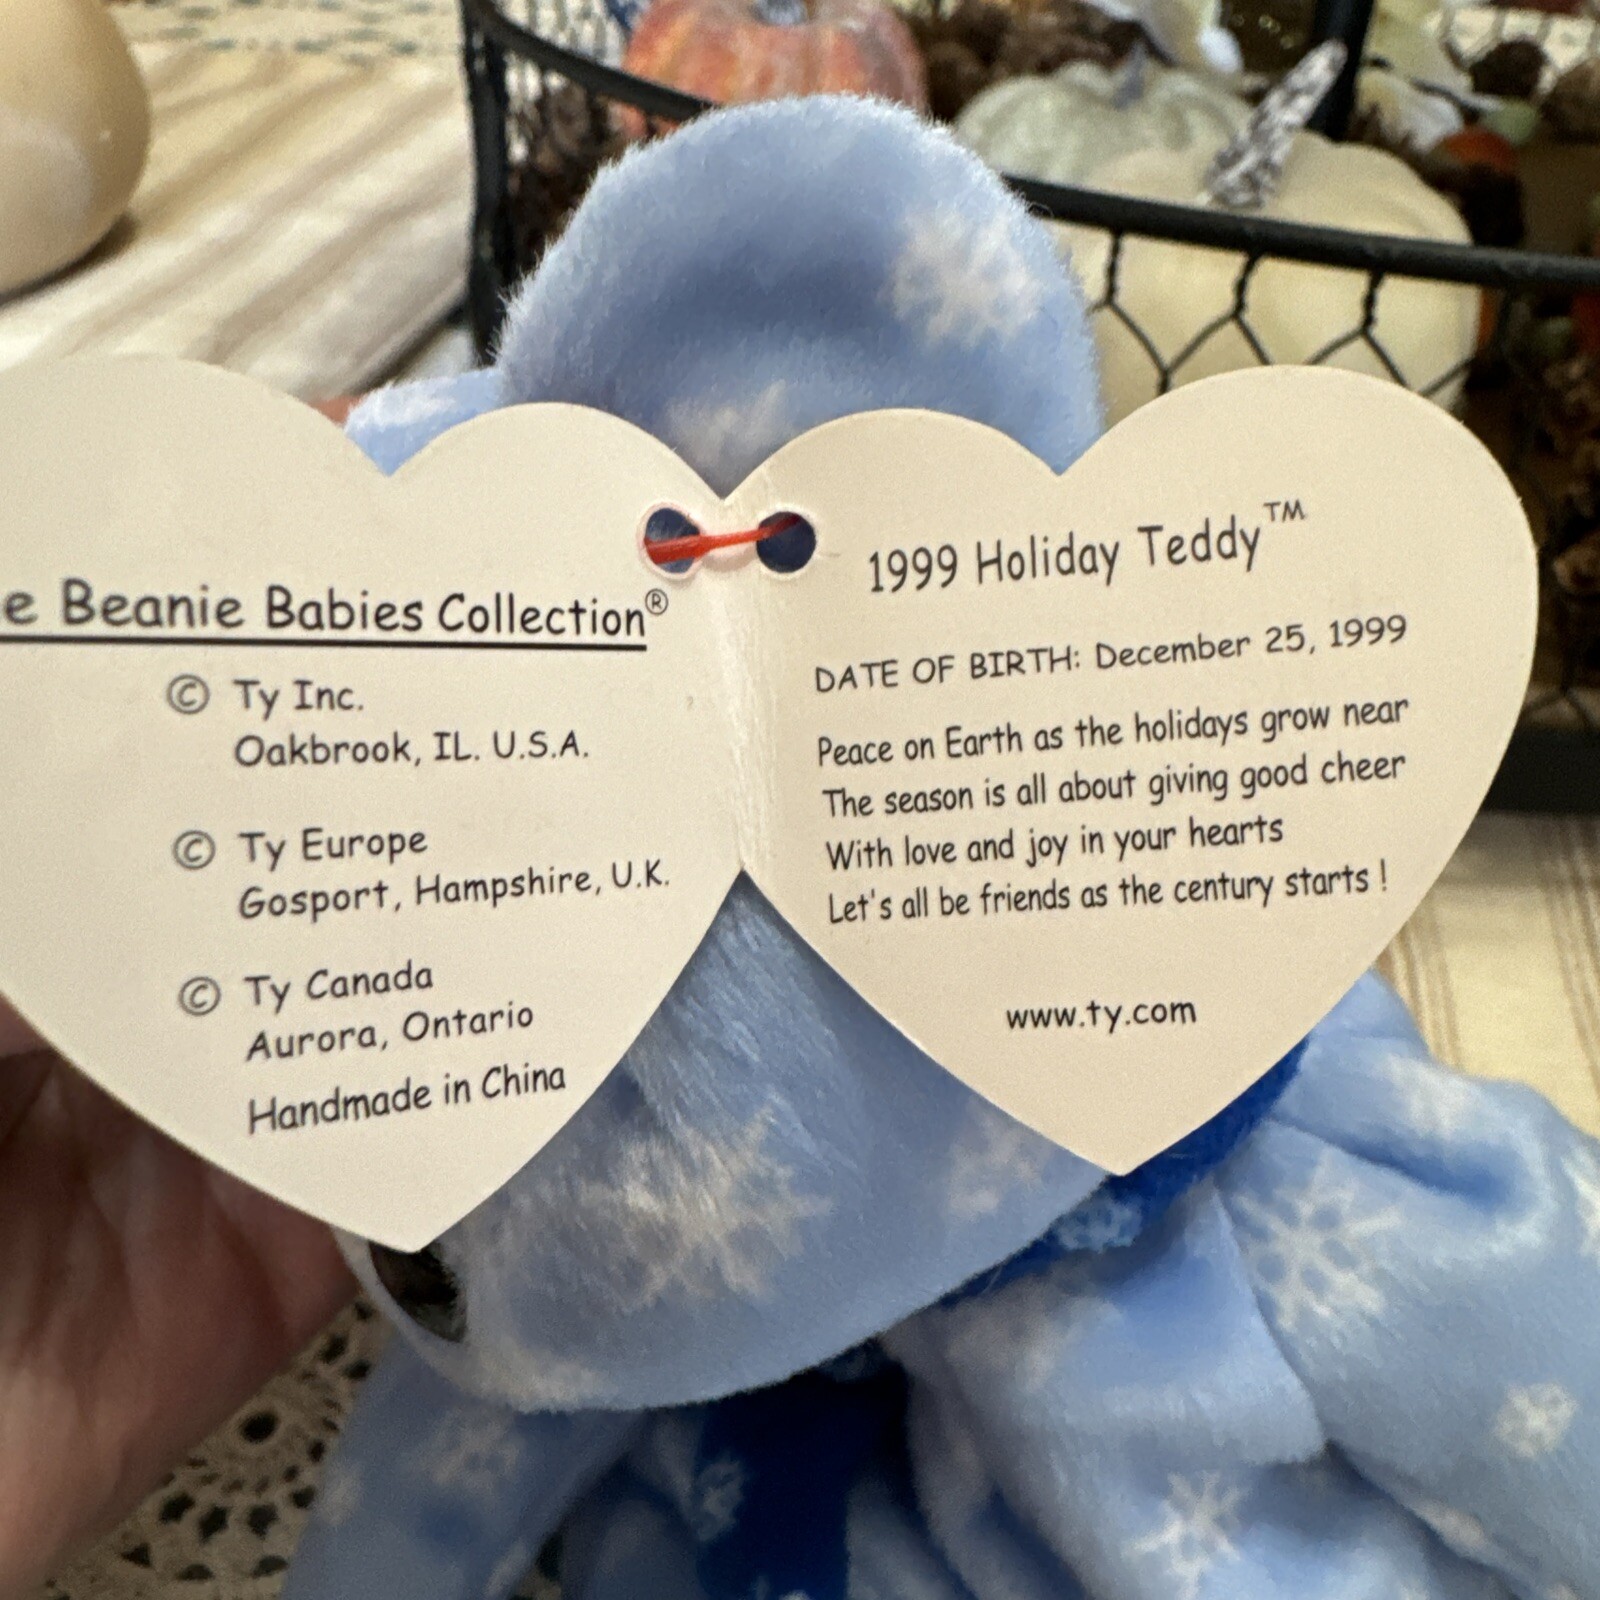 e Beanie Babies Collection®
© Ty Inc.
Oakbrook, IL. U.S.A.
© Ty Europe
Gosport, Hampshire, U.K.
© Ty Canada
Aurora, Ontario
Handmade in China
1999 Holiday Teddy™
DATE OF BIRTH: December 25, 1999
Peace on Earth as the holidays grow near
The season is all about giving good cheer
With love and joy in your hearts
Let's all be friends as the century starts !
www.ty.com